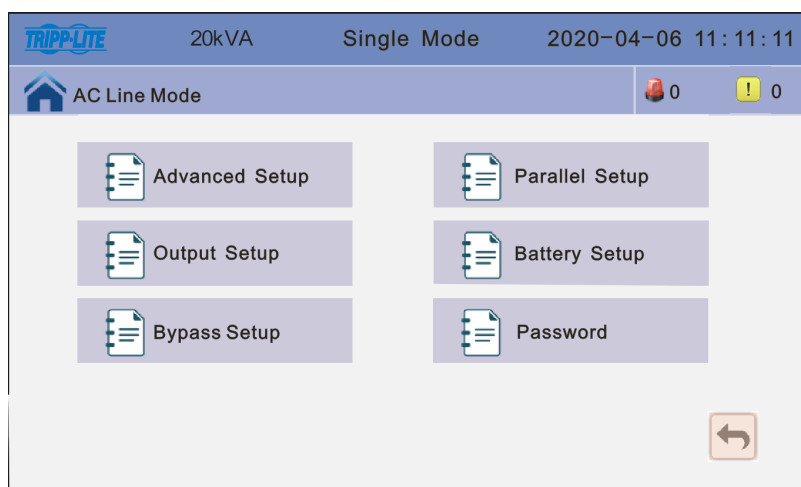 TRIPP·LITE 20kVA Single Mode 2020-04-06 11:11:11
AC Line Mode 0 ! 0
Advanced Setup Parallel Setup
Output Setup Battery Setup
Bypass Setup Password